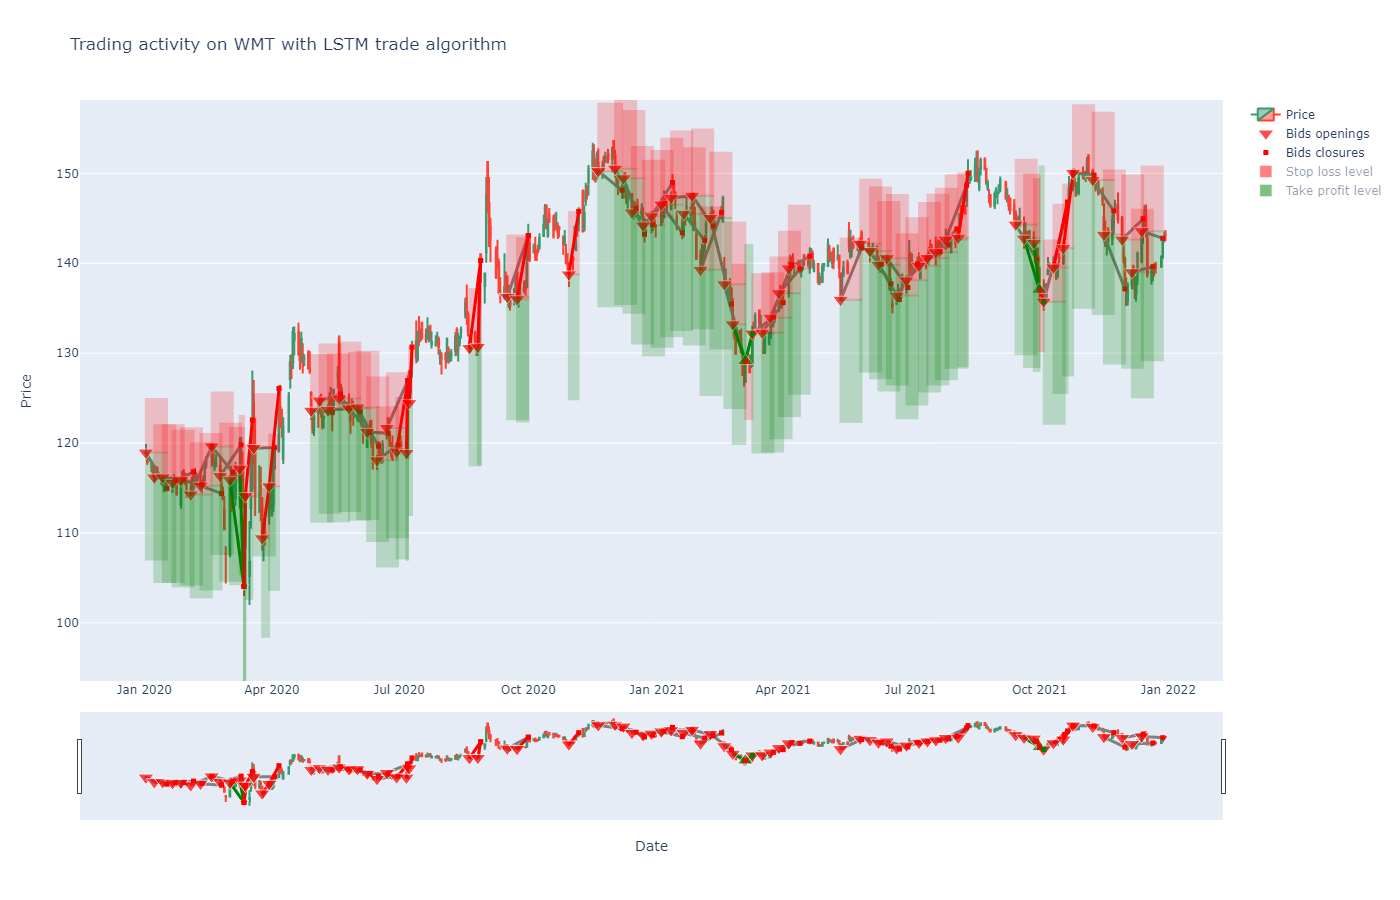 Trading activity on WMT with LSTM trade algorithm
Price
Bids openings
Bids closures
Stop loss level
Take profit level
Price
150
140
130
120
110
100
Jan 2020
Apr 2020
Jul 2020
Oct 2020
Jan 2021
Apr 2021
Jul 2021
Oct 2021
Jan 2022
Date